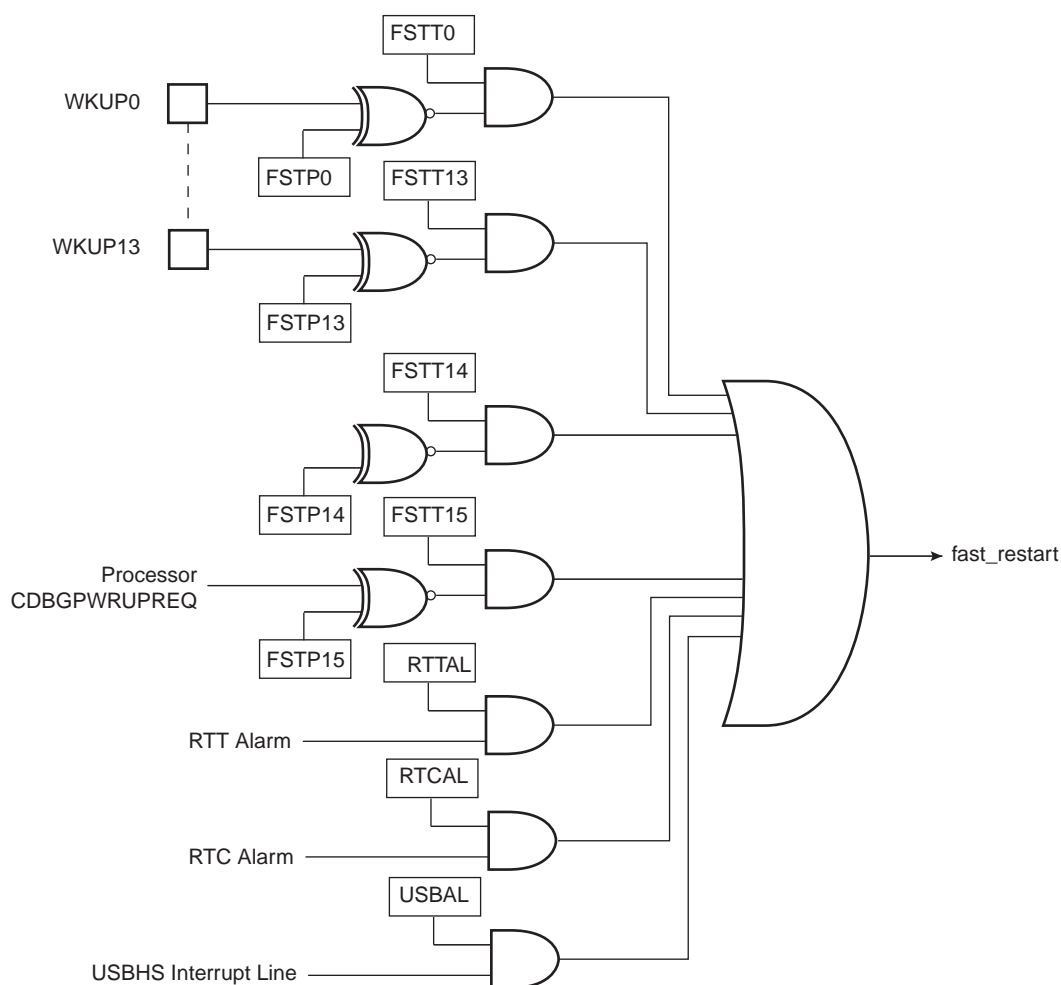 FSTT0
WKUP0
FSTP0
FSTT13
WKUP13
FSTP13
FSTT14
FSTP14
FSTT15
fast_restart
Processor
CDBGPWRUPREQ
FSTP15
RTTAL
RTT Alarm
RTCAL
RTC Alarm
USBAL
USBHS Interrupt Line